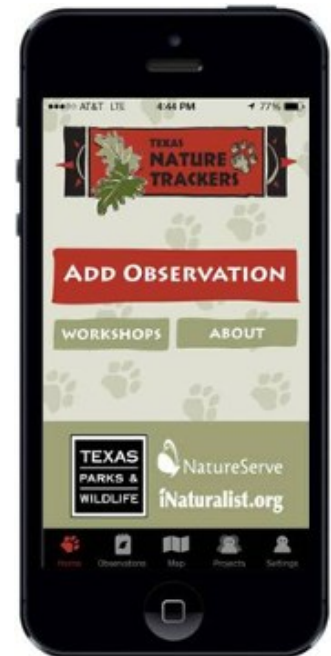 AT&T LTE 4:44 PM 77%
TEXAS
NATURE
TRACKERS
ADD OBSERVATION
WORKSHOPS ABOUT
TEXAS
PARKS &
WILDLIFE
NatureServe
iNaturalist.org
Home Observations Map Projects Settings